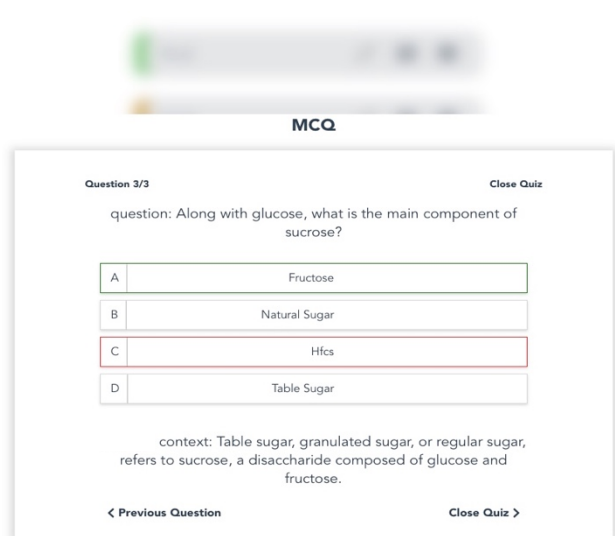 MCQ
Question 3/3
Close Quiz
question: Along with glucose, what is the main component of
sucrose?
A
Fructose
B
Natural Sugar
C
Hfcs
D
Table Sugar
context: Table sugar, granulated sugar, or regular sugar,
refers to sucrose, a disaccharide composed of glucose and
fructose.
Previous Question
Close Quiz